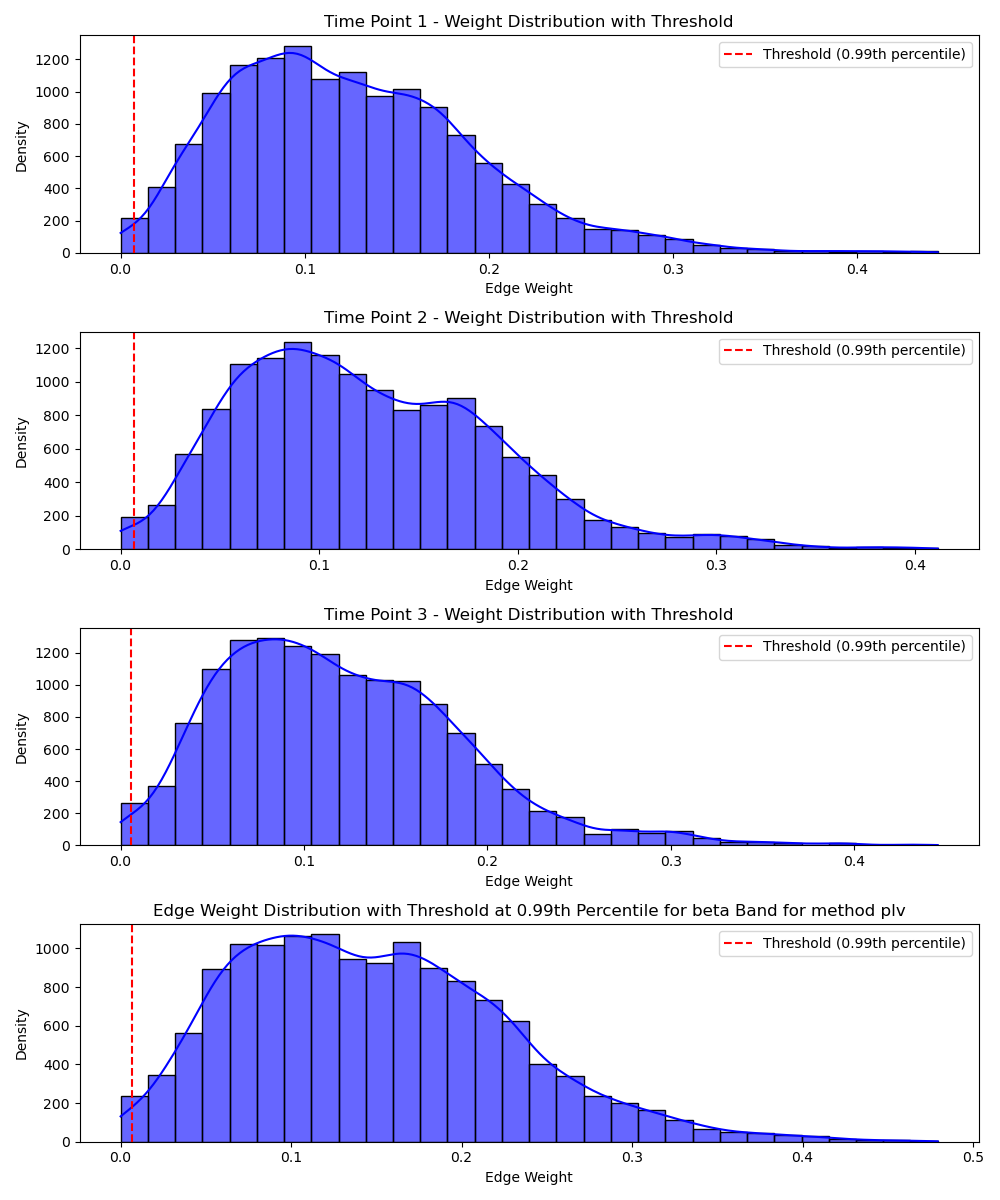 Time Point 1 - Weight Distribution with Threshold
Threshold (0.99th percentile)
Density
1200
1000
800
600
400
200
0
0.0 0.1 0.2 0.3 0.4
Edge Weight
Time Point 2 - Weight Distribution with Threshold
Threshold (0.99th percentile)
Density
1200
1000
800
600
400
200
0
0.0 0.1 0.2 0.3 0.4
Edge Weight
Time Point 3 - Weight Distribution with Threshold
Threshold (0.99th percentile)
Density
1200
1000
800
600
400
200
0
0.0 0.1 0.2 0.3 0.4
Edge Weight
Edge Weight Distribution with Threshold at 0.99th Percentile for beta Band for method plv
Threshold (0.99th percentile)
Density
1000
800
600
400
200
0
0.0 0.1 0.2 0.3 0.4 0.5
Edge Weight